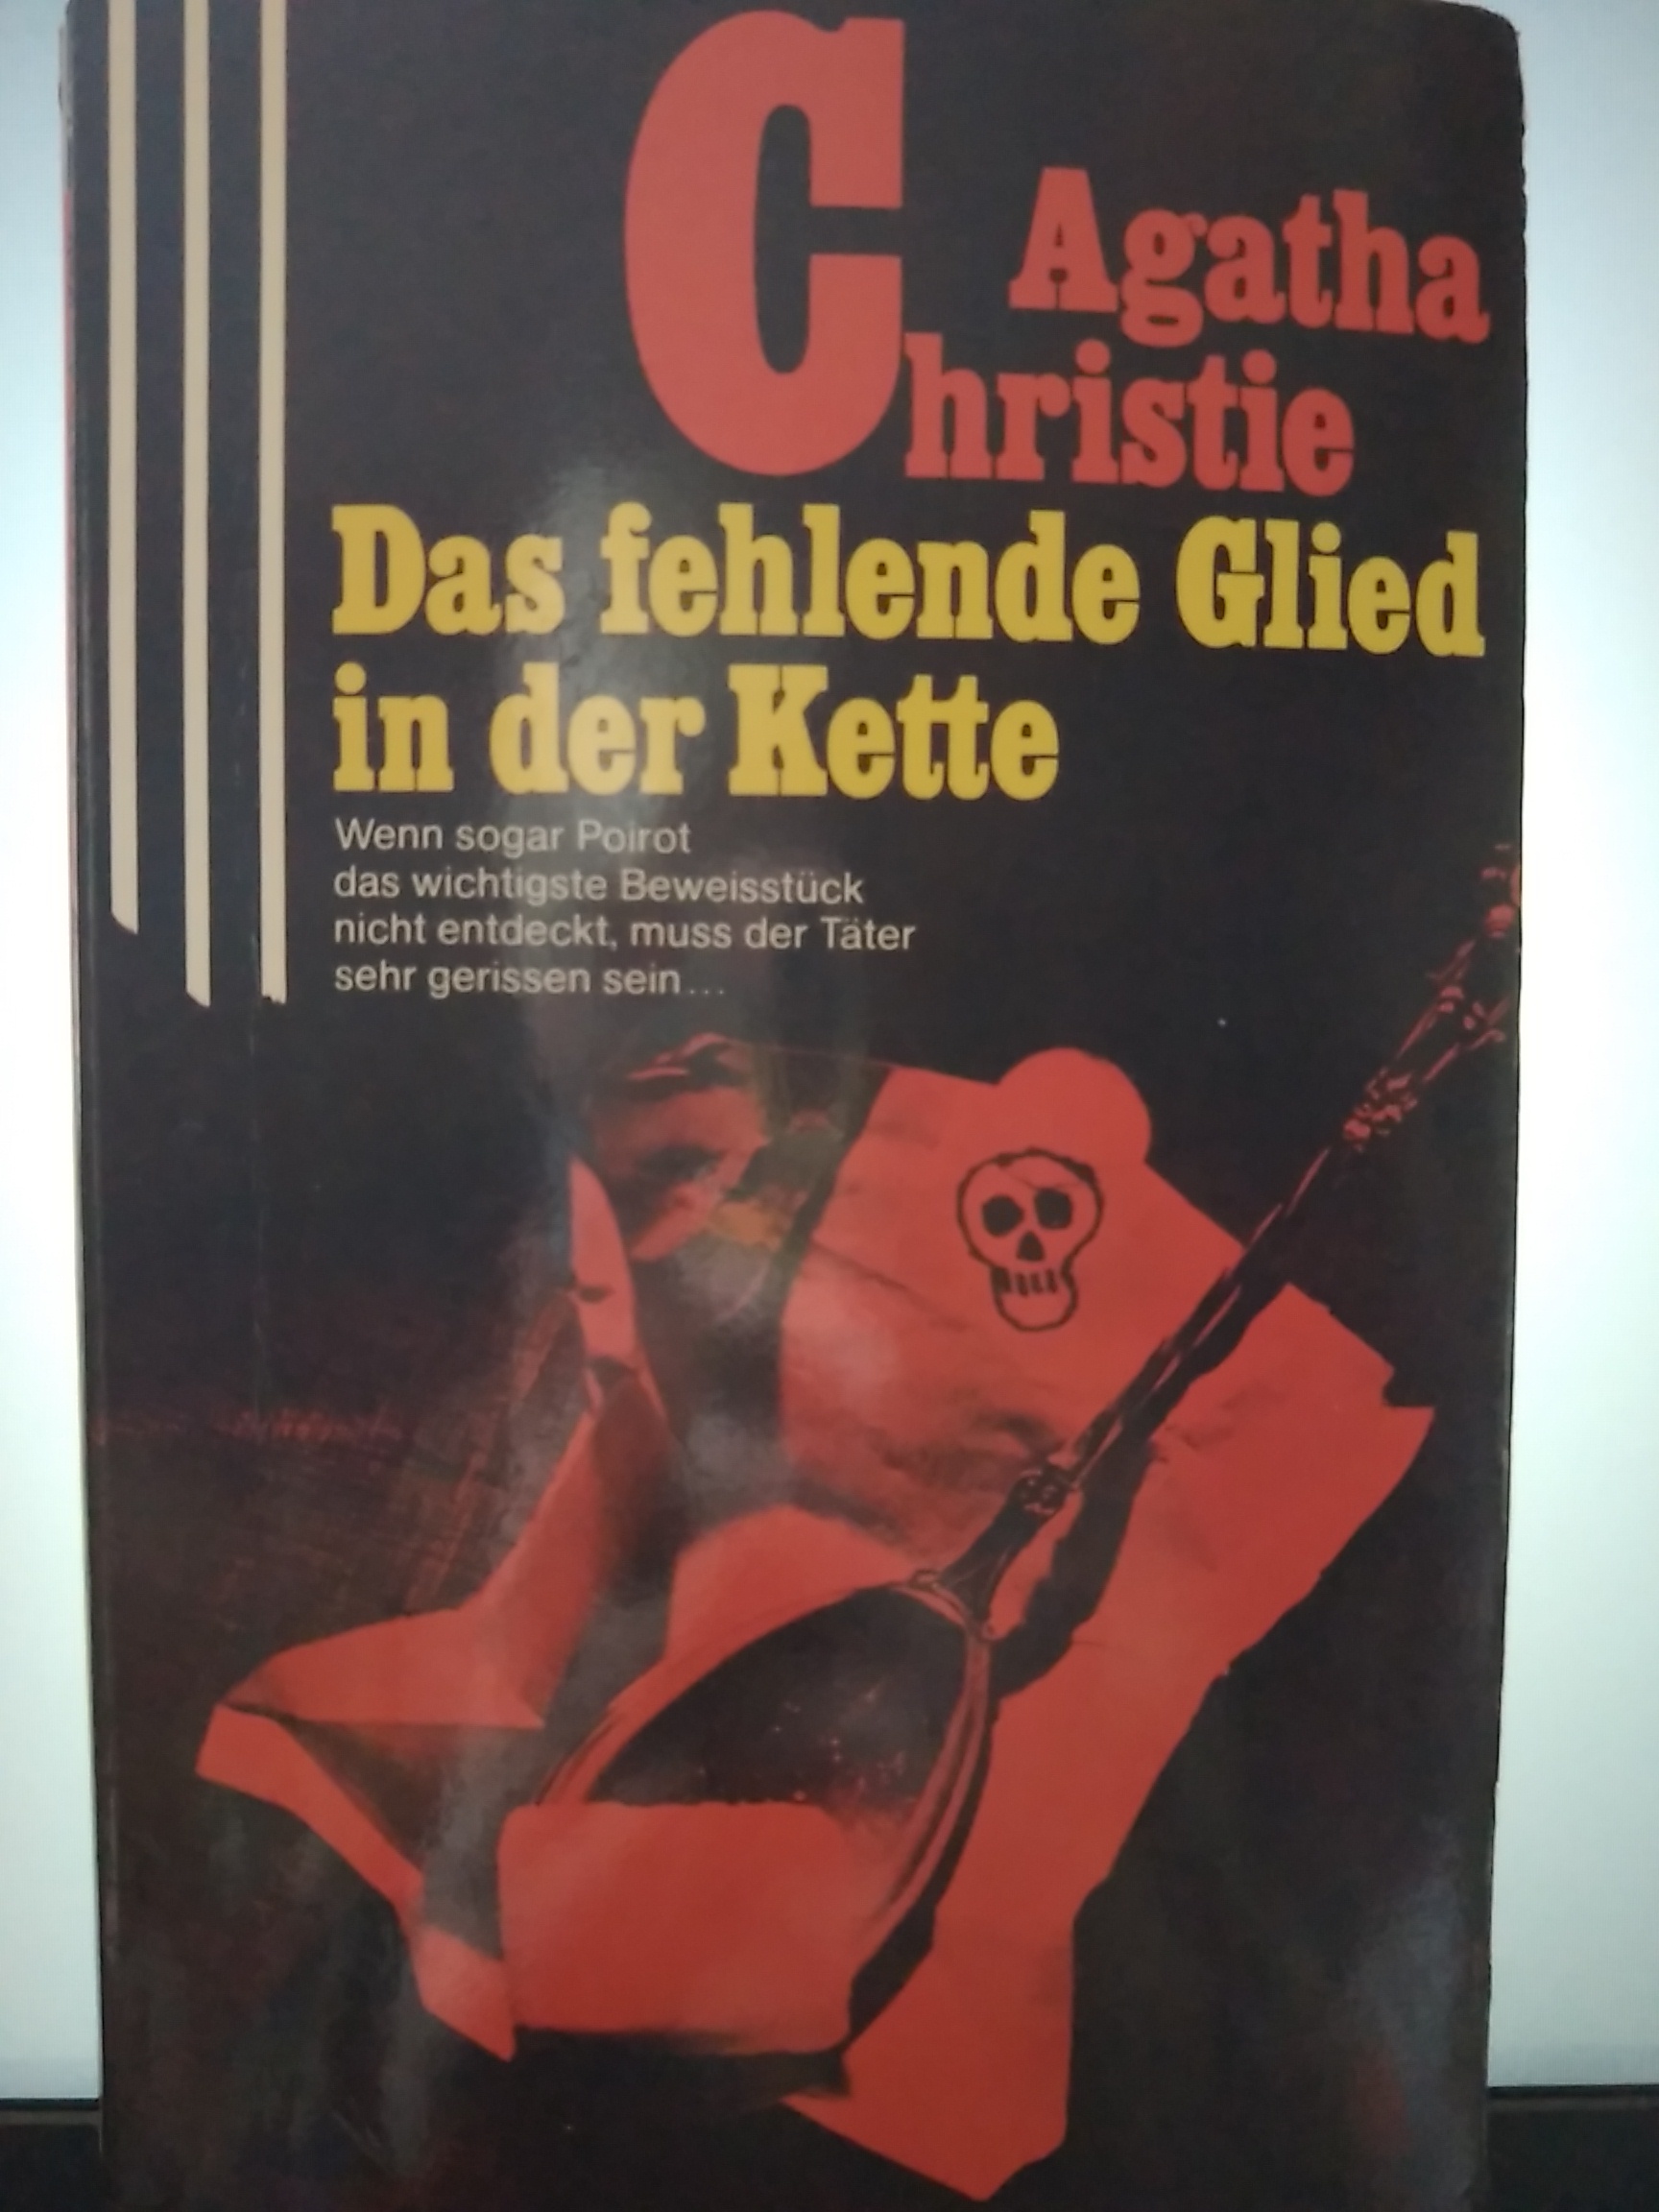 Agatha
Christie
Das fehlende Glied
in der Kette
Wenn sogar Poirot
das wichtigste Beweisstück
nicht entdeckt, muss der Täter
sehr gerissen sein...